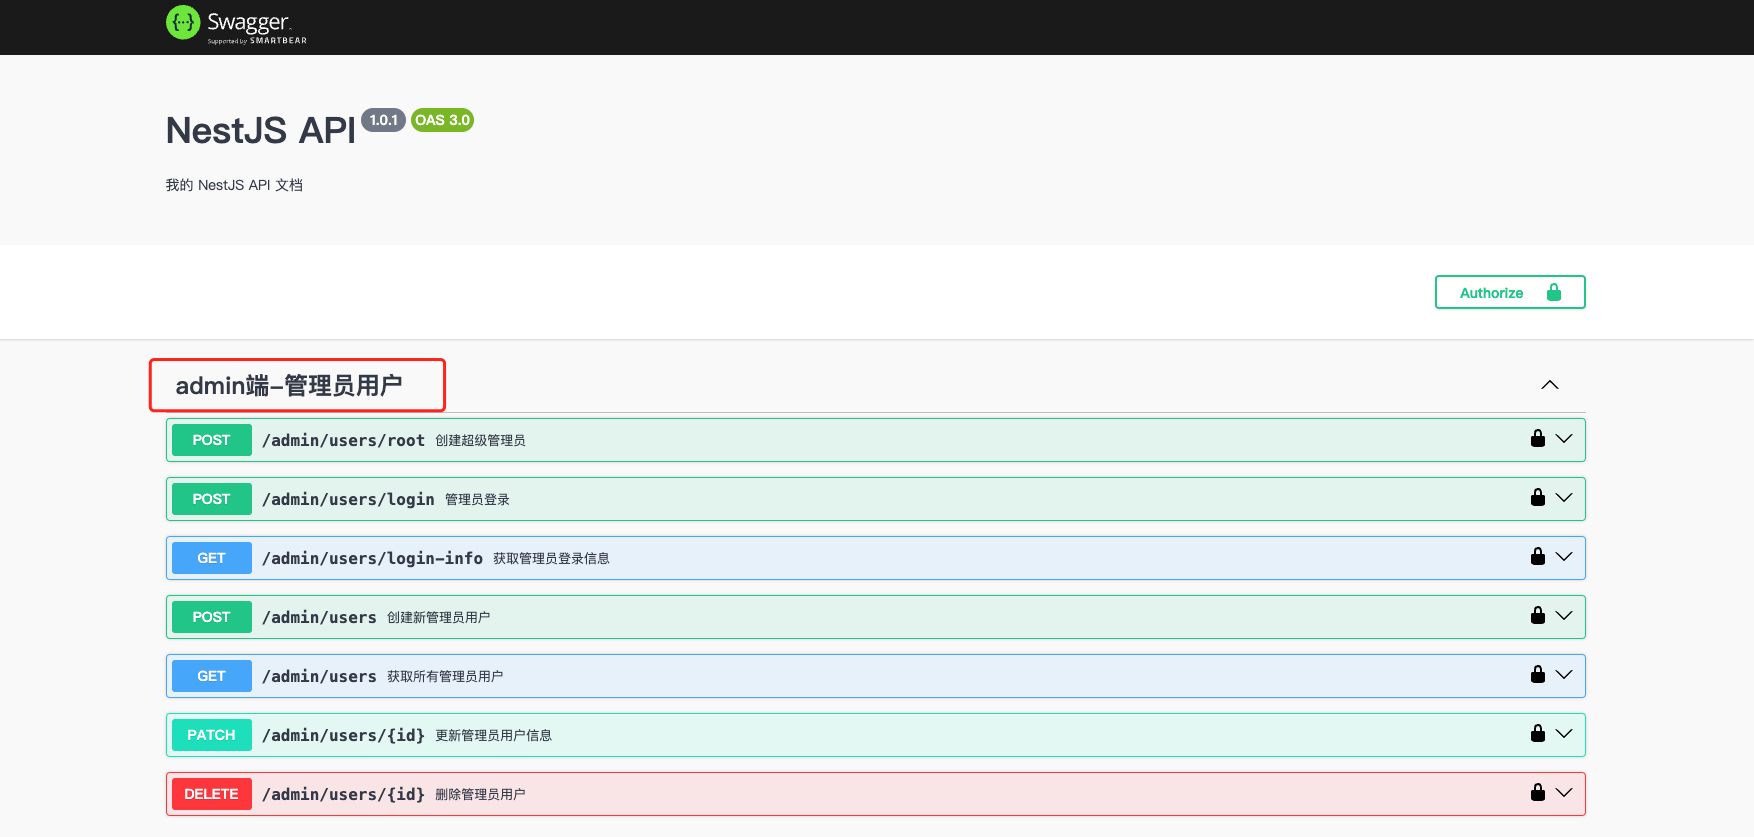 Swagger
Supported by SMARTBEAR
NestJS API 1.0.1 OAS 3.0
我的 NestJS API 文档
Authorize
admin端-管理员用户
POST /admin/users/root 创建超级管理员
POST /admin/users/login 管理员登录
GET /admin/users/login-info 获取管理员登录信息
POST /admin/users 创建新管理员用户
GET /admin/users 获取所有管理员用户
PATCH /admin/users/{id} 更新管理员用户信息
DELETE /admin/users/{id} 删除管理员用户